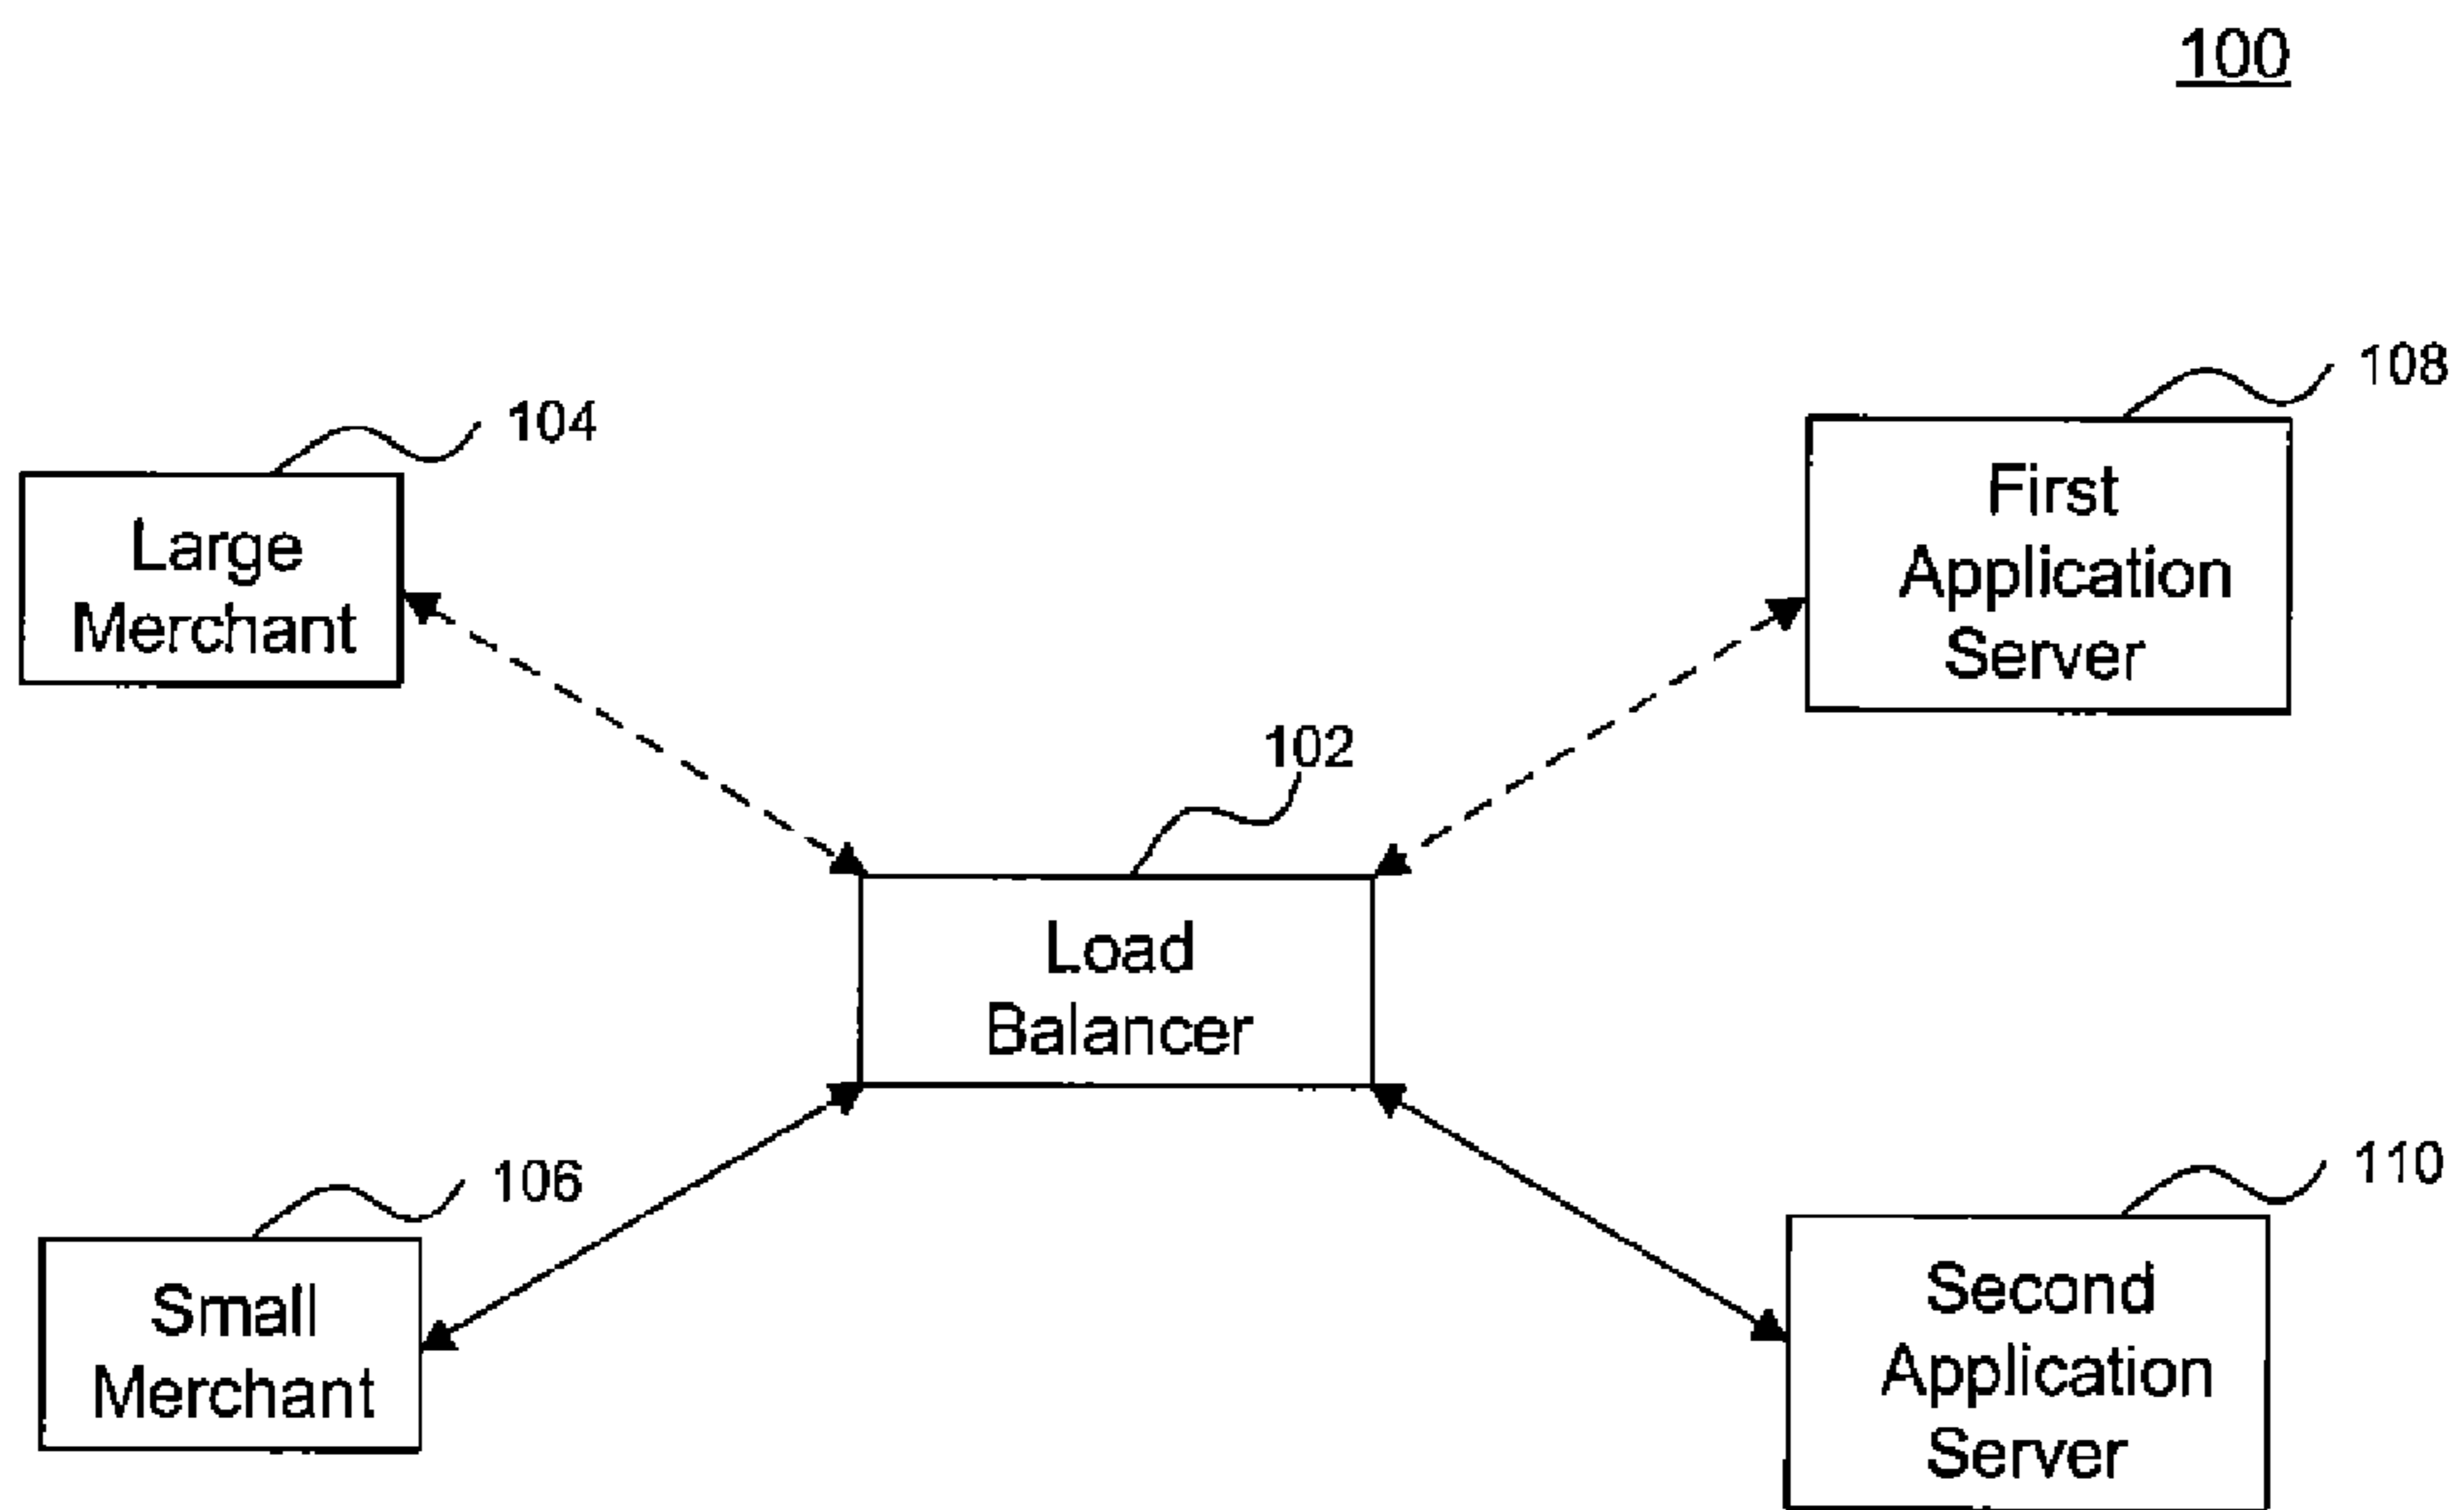 100
108
104
First
Application
Server
Large
Merchant
102
Load
Balancer
106
110
Small
Merchant
Second
Application
Server